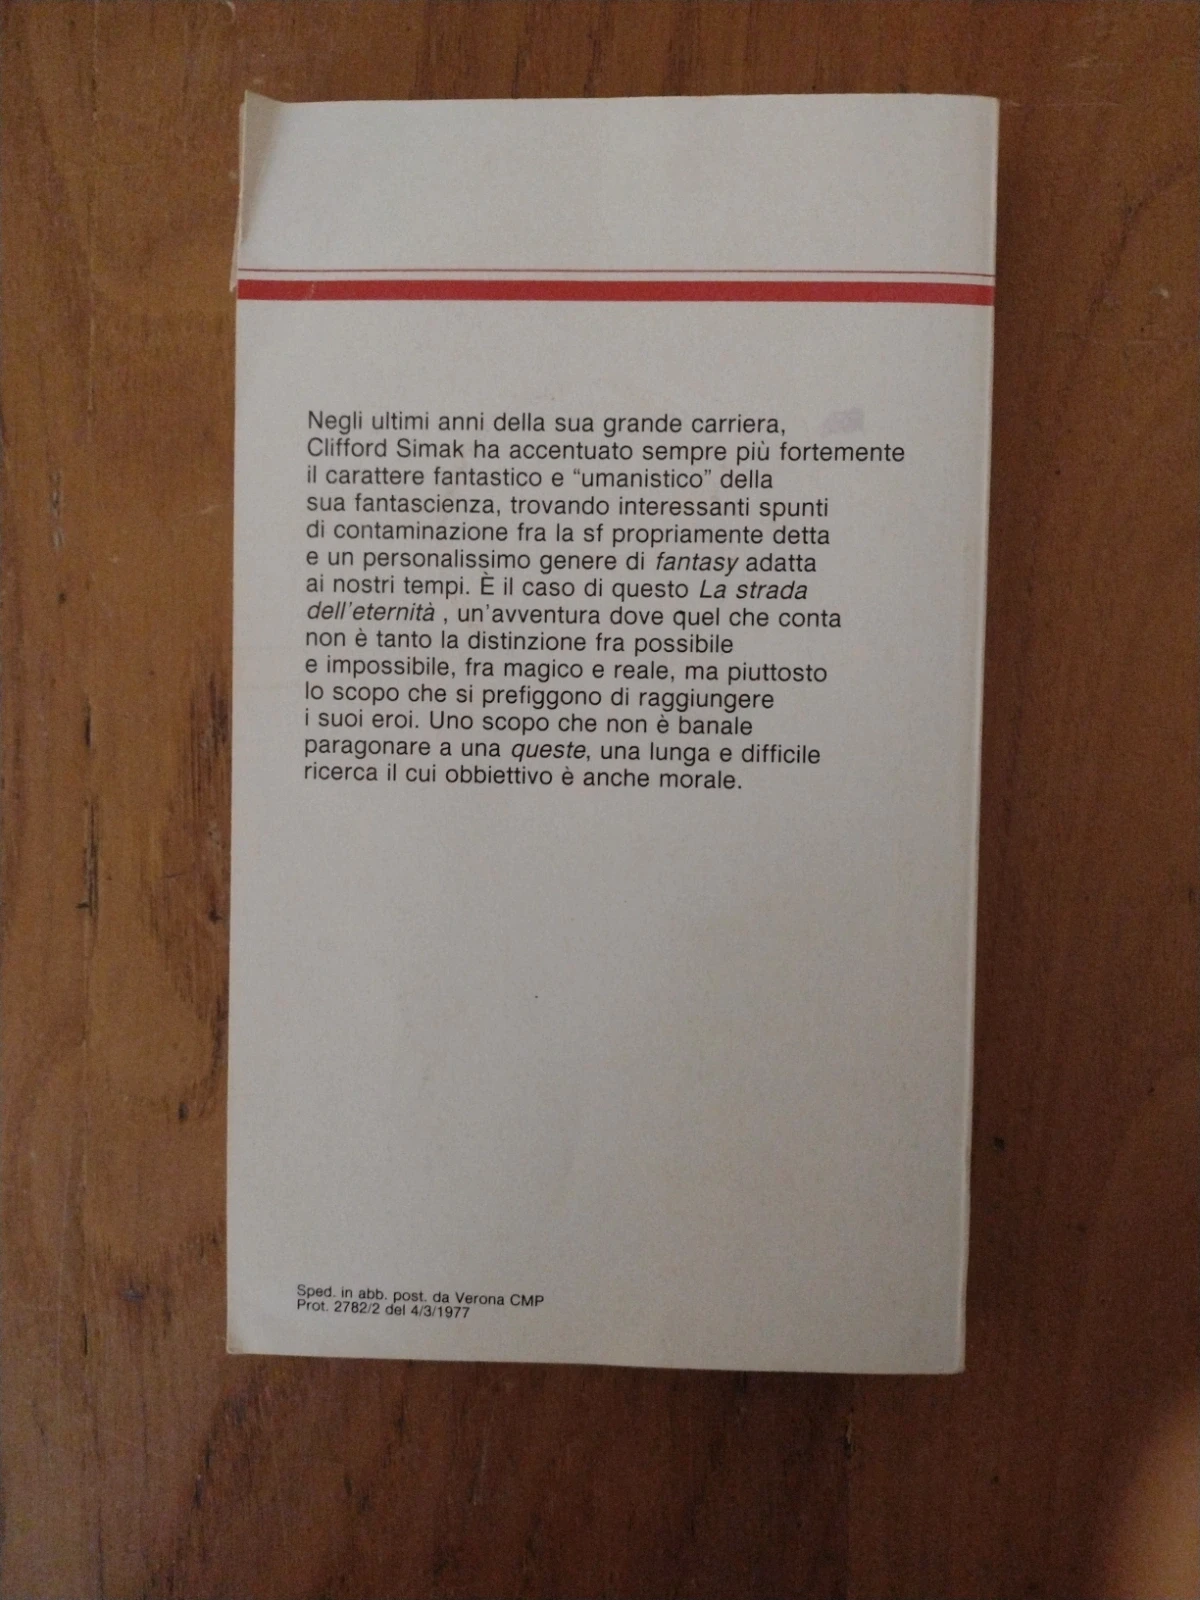 Negli ultimi anni della sua grande carriera,
Clifford Simak ha accentuato sempre più fortemente
il carattere fantastico e “umanistico” della
sua fantascienza, trovando interessanti spunti
di contaminazione fra la sf propriamente detta
e un personalissimo genere di fantasy adatta
ai nostri tempi. È il caso di questo La strada
dell'eternità , un'avventura dove quel che conta
non è tanto la distinzione fra possibile
e impossibile, fra magico e reale, ma piuttosto
lo scopo che si prefiggono di raggiungere
i suoi eroi. Uno scopo che non è banale
paragonare a una queste, una lunga e difficile
ricerca il cui obbiettivo è anche morale.
Sped. in abb. post. da Verona CMP
Prot. 2782/2 del 4/3/1977